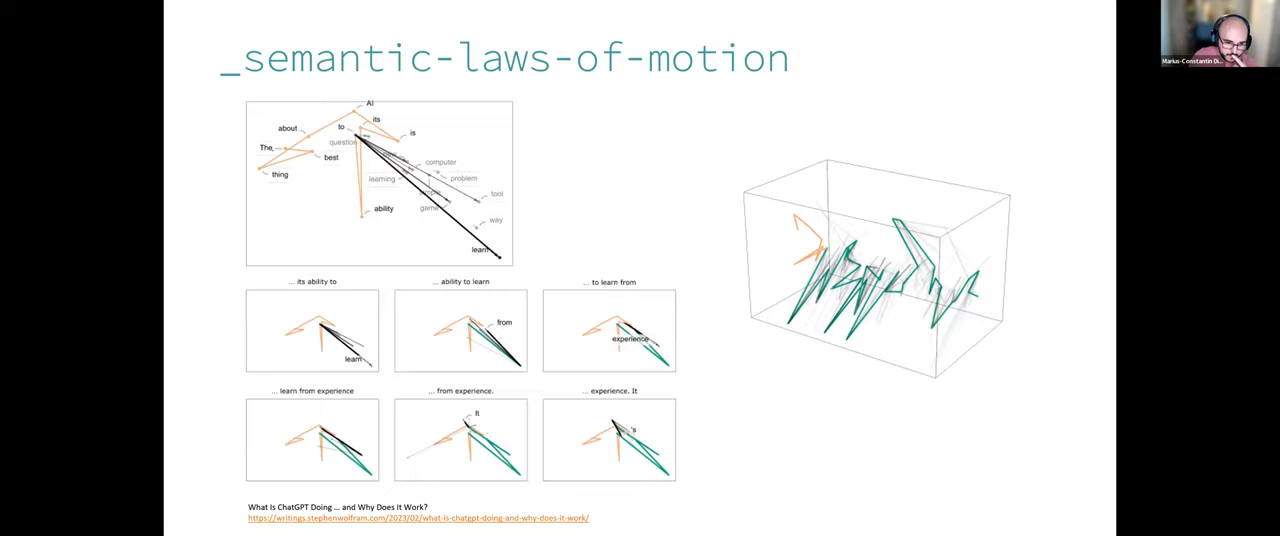 _semantic-laws-of-motion
Marius-Constantin Di...
AI
its
to
is
about
question
The,
best
computer
thing
learning
problem
simple
tool
ability
game
way
learn
... its ability to
... ability to learn
... to learn from
from
experience
learn
... learn from experience
... from experience.
... experience. It
It
's
What Is ChatGPT Doing ... and Why Does It Work?
https://writings.stephenwolfram.com/2023/02/what-is-chatgpt-doing-and-why-does-it-work/